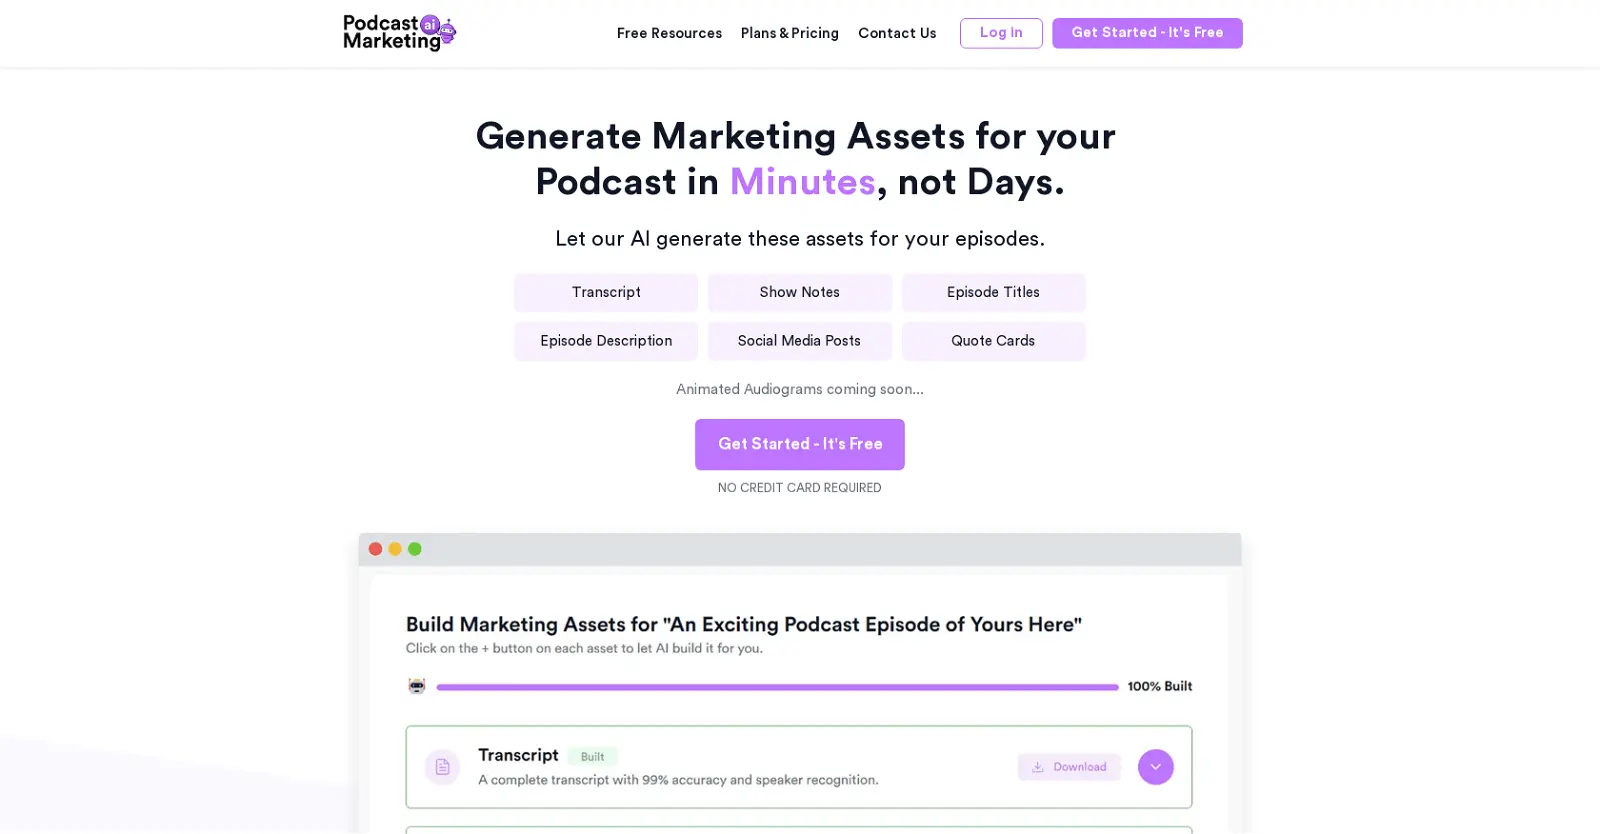 Podcast ai
Marketing
Free Resources
Plans & Pricing
Contact Us
Log In
Get Started - It's Free
Generate Marketing Assets for your
Podcast in Minutes, not Days.
Let our AI generate these assets for your episodes.
Transcript
Show Notes
Episode Titles
Episode Description
Social Media Posts
Quote Cards
Animated Audiograms coming soon...
Get Started - It's Free
NO CREDIT CARD REQUIRED
Build Marketing Assets for "An Exciting Podcast Episode of Yours Here"
Click on the + button on each asset to let AI build it for you.
100% Built
Transcript
Built
A complete transcript with 99% accuracy and speaker recognition.
Download